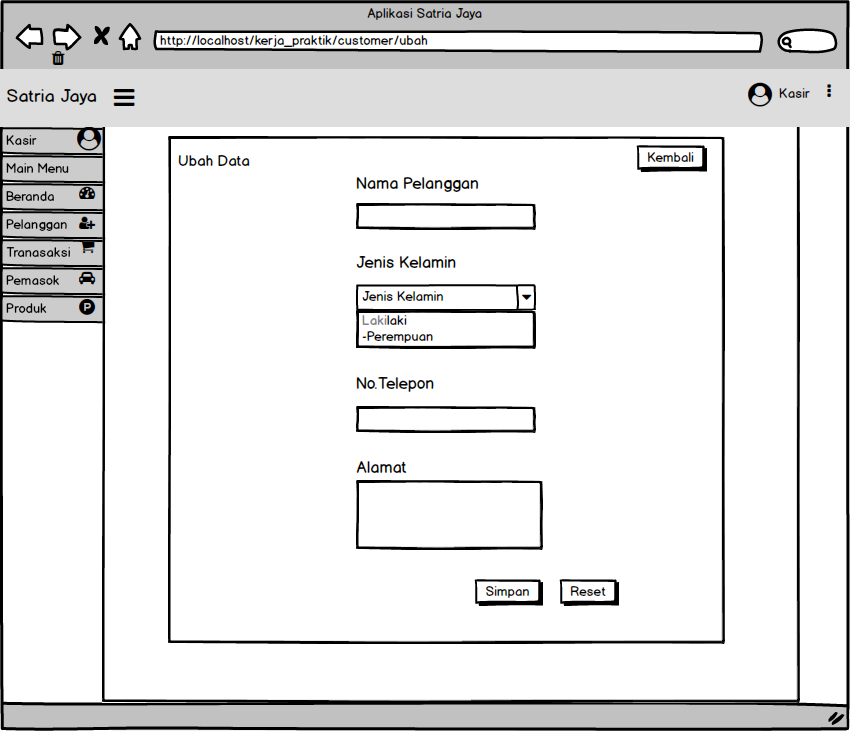 Aplikasi Satria Jaya
http://localhost/kerja_praktik/customer/ubah
Satria Jaya
Kasir
Kasir
Main Menu
Beranda
Pelanggan
Tranasaksi
Pemasok
Produk
P
Ubah Data
Kembali
Nama Pelanggan
Jenis Kelamin
Jenis Kelamin
Lakilaki
-Perempuan
No.Telepon
Alamat
Simpan
Reset